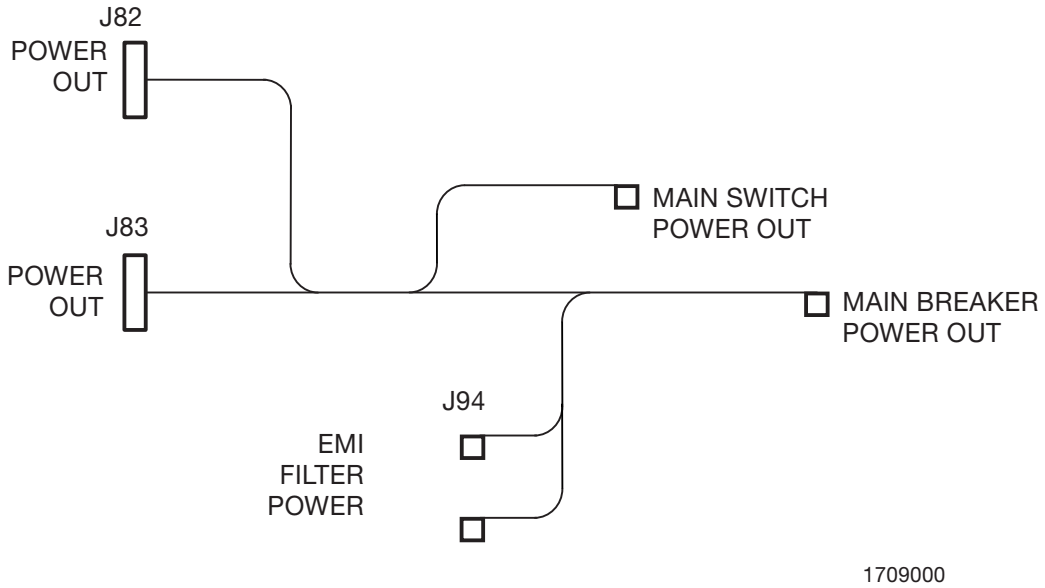 J82
POWER
OUT
MAIN SWITCH
POWER OUT
J83
POWER
OUT
MAIN BREAKER
POWER OUT
J94
EMI
FILTER
POWER
1709000